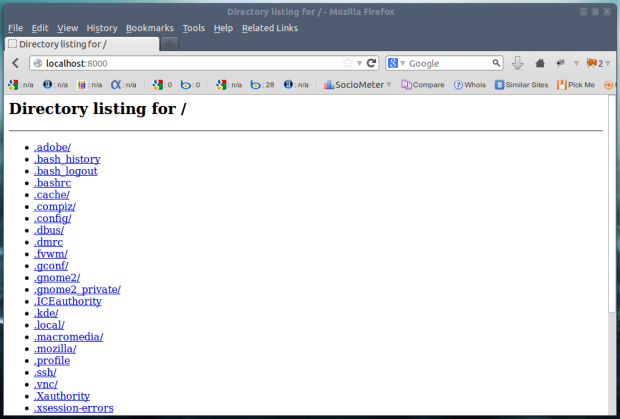 Directory listing for / - Mozilla Firefox
File Edit View History Bookmarks Tools Help Related Links
Directory listing for /
localhost:8000 Google 2
: n/a : n/a : n/a : n/a : 0 : 0 : n/a : 28 : n/a SocioMeter Compare Whois Similar Sites Pick Me
Directory listing for /
.adobe/
.bash_history
.bash_logout
.bashrc
.cache/
.compiz/
.config/
.dbus/
.dmrc
.fvwm/
.gconf/
.gnome2/
.gnome2_private/
.ICEauthority
.kde/
.local/
.macromedia/
.mozilla/
.profile
.ssh/
.vnc/
.Xauthority
.xsession-errors